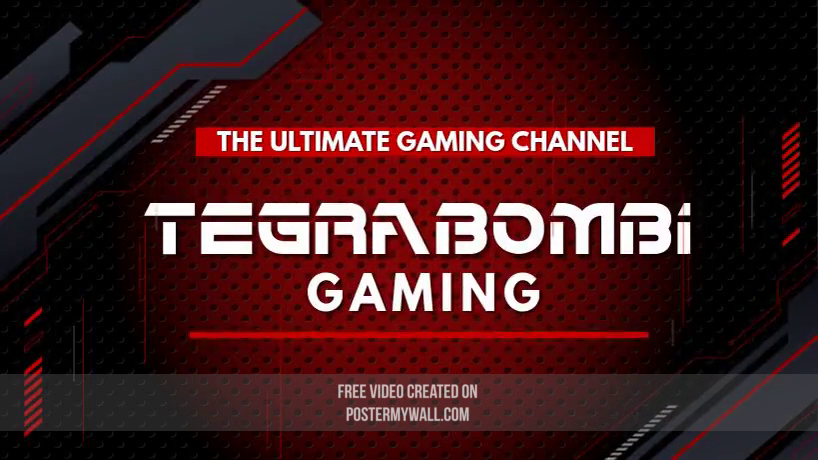 THE ULTIMATE GAMING CHANNEL
TEGRABOMBI
GAMING
FREE VIDEO CREATED ON
POSTERMYWALL.COM